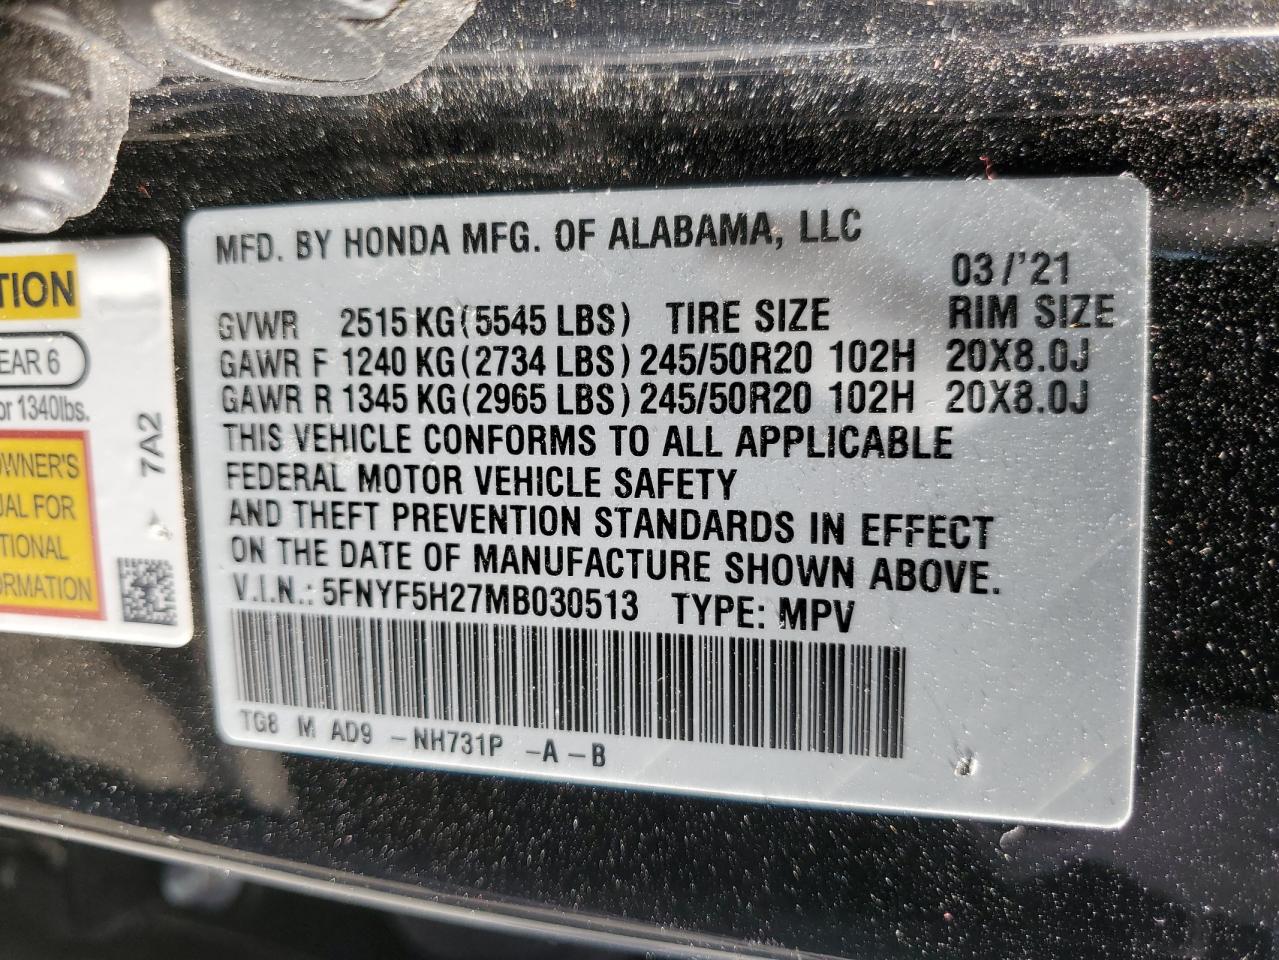 MFD. BY HONDA MFG. OF ALABAMA, LLC
03/'21
GVWR 2515 KG(5545 LBS) TIRE SIZE RIM SIZE
GAWR F 1240 KG(2734 LBS) 245/50R20 102H 20X8.0J
GAWR R 1345 KG(2965 LBS) 245/50R20 102H 20X8.0J
THIS VEHICLE CONFORMS TO ALL APPLICABLE
FEDERAL MOTOR VEHICLE SAFETY
AND THEFT PREVENTION STANDARDS IN EFFECT
ON THE DATE OF MANUFACTURE SHOWN ABOVE.
V.I.N.: 5FNYF5H27MB030513 TYPE: MPV
TG8 M AD9 -NH731P -A -B
TION
EAR 6
or 1340lbs.
7A2
OWNER'S
UAL FOR
TIONAL
ORMATION